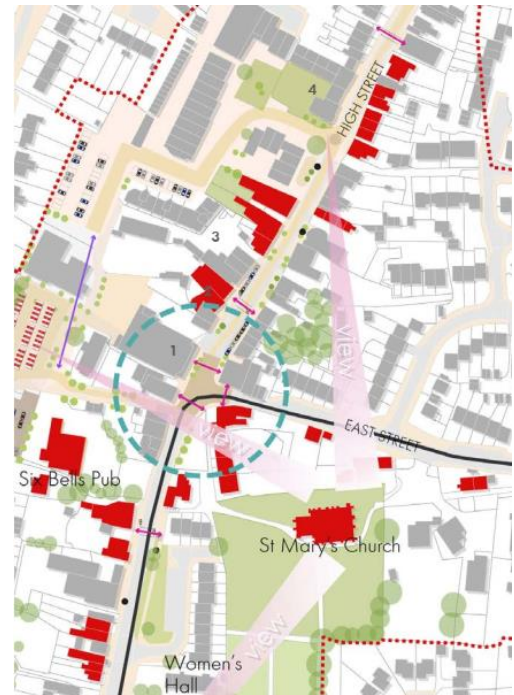 4
HIGH STREET
3
view
1
view
EAST STREET
Six Bells Pub
St Mary's Church
view
Women's
Hall